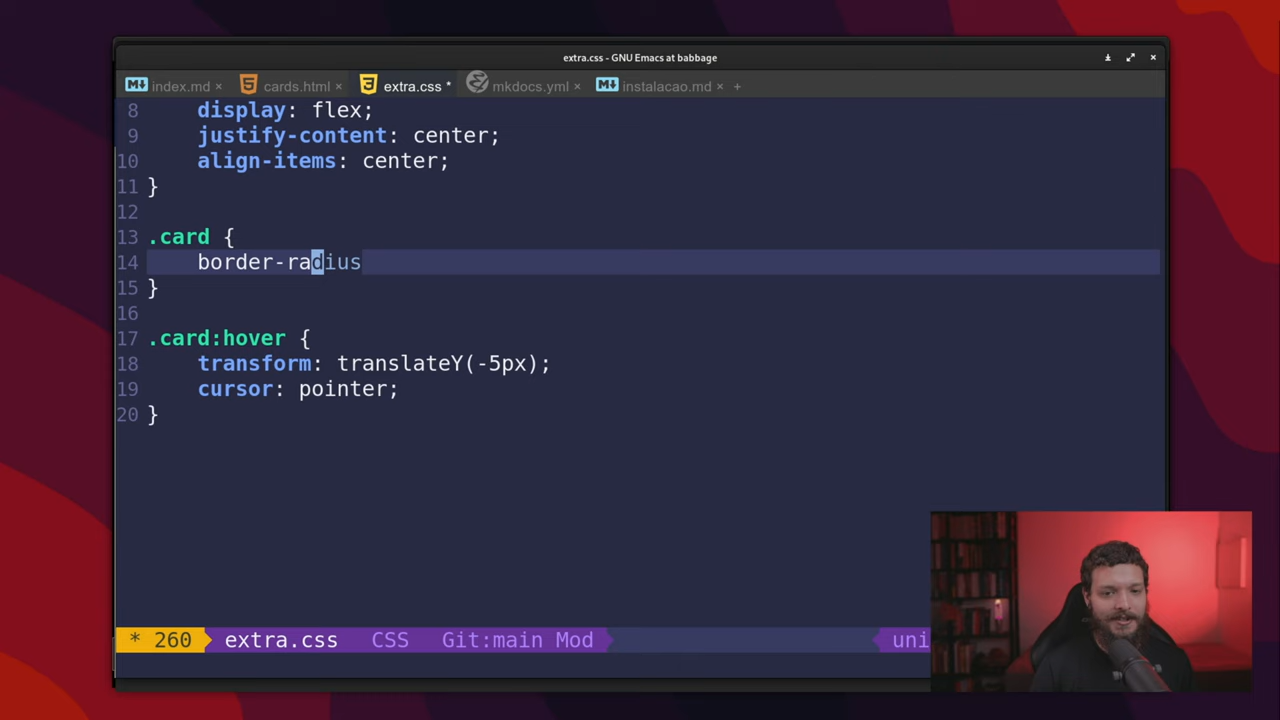 extra.css - GNU Emacs at babbage
index.md × cards.html × extra.css * mkdocs.yml × instalacao.md × +
8 display: flex;
9 justify-content: center;
10 align-items: center;
11 }
12
13 .card {
14 border-radius
15 }
16
17 .card:hover {
18 transform: translateY(-5px);
19 cursor: pointer;
20 }
* 260 extra.css CSS Git:main Mod uni